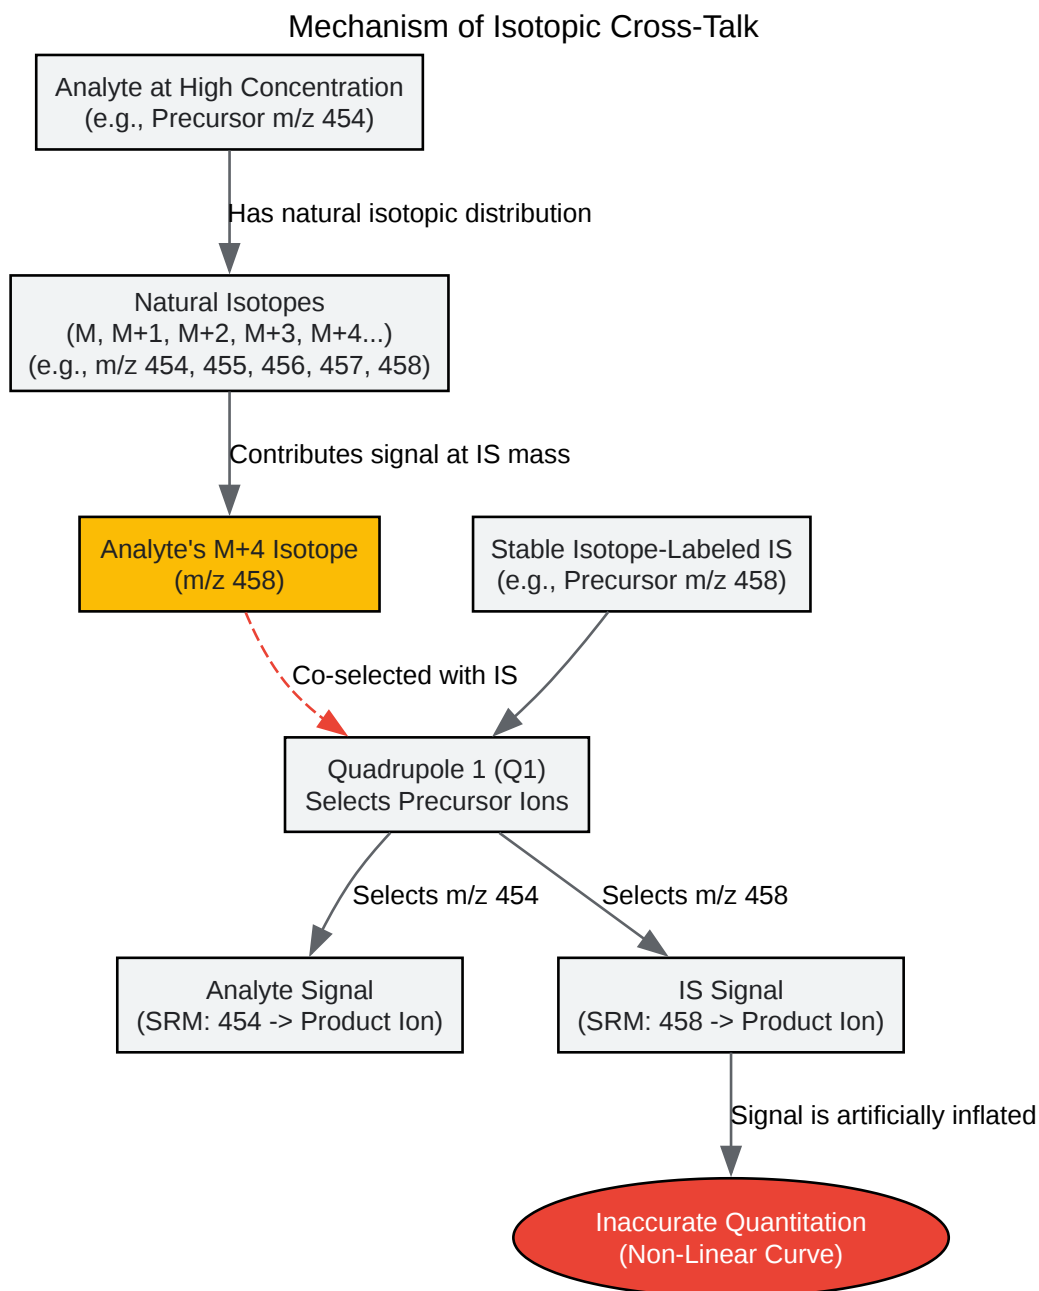 Mechanism of Isotopic Cross-Talk
Analyte at High Concentration
(e.g., Precursor m/z 454)
Has natural isotopic distribution
Natural Isotopes
(M, M+1, M+2, M+3, M+4...)
(e.g., m/z 454, 455, 456, 457, 458)
Contributes signal at IS mass
Analyte's M+4 Isotope
(m/z 458)
Stable Isotope-Labeled IS
(e.g., Precursor m/z 458)
Co-selected with IS
Quadrupole 1 (Q1)
Selects Precursor Ions
Selects m/z 454
Selects m/z 458
Analyte Signal
(SRM: 454 -> Product Ion)
IS Signal
(SRM: 458 -> Product Ion)
Signal is artificially inflated
Inaccurate Quantitation
(Non-Linear Curve)